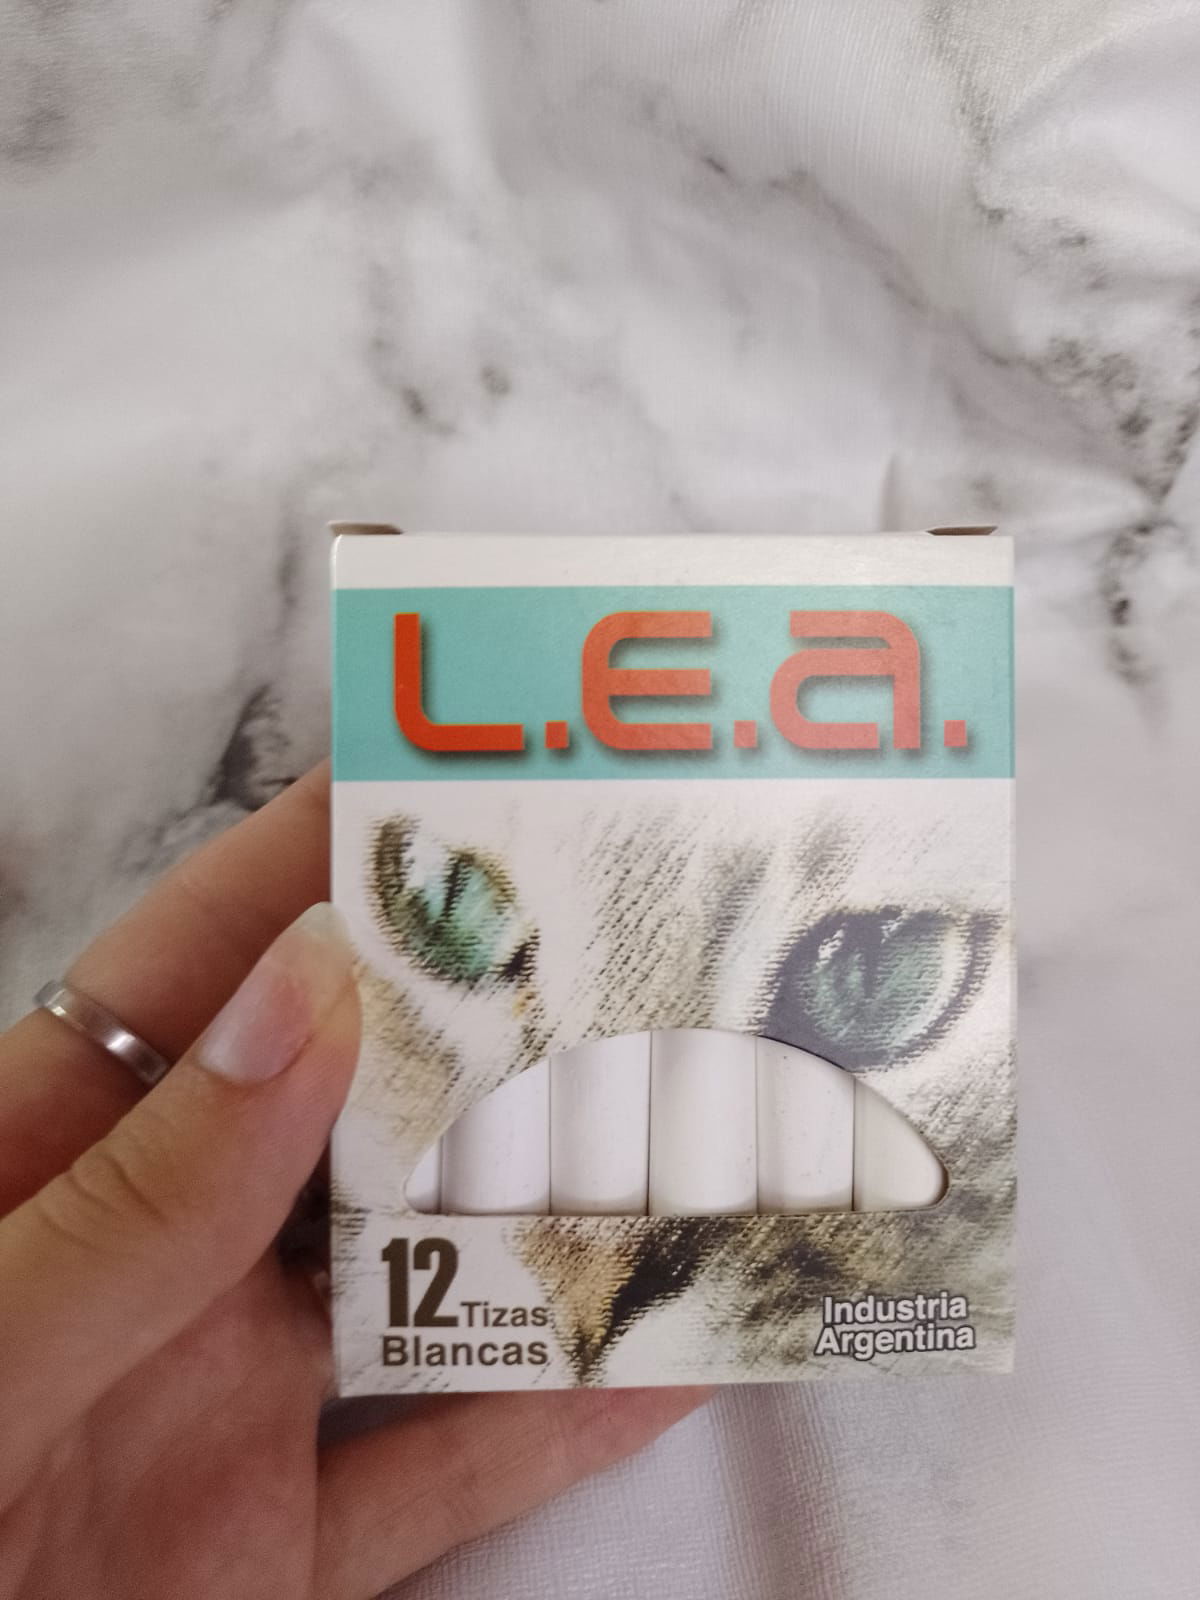 L.E.a.
12 Tizas
Blancas
Industria
Argentina